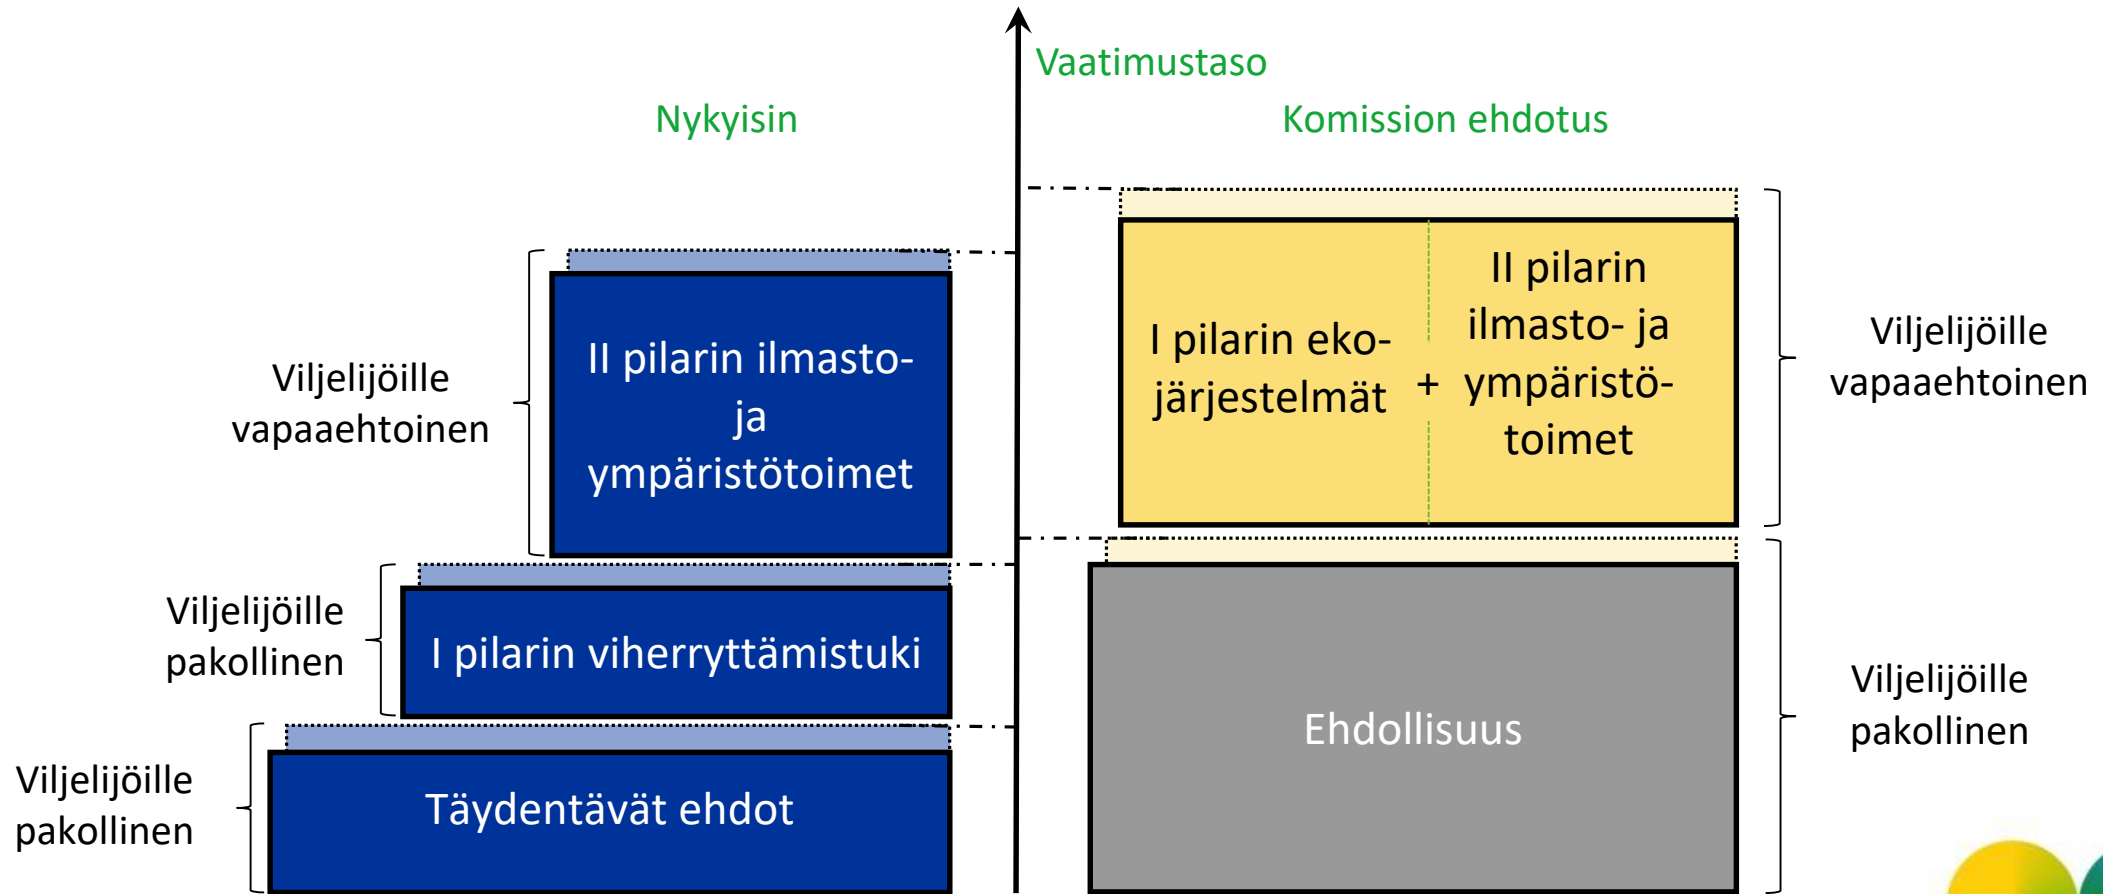 Vaatimustaso
Nykyisin
Komission ehdotus
Viljelijöille
vapaaehtoinen
II pilarin ilmasto-
ja
ympäristötoimet
Viljelijöille
pakollinen
I pilarin viherryttämistuki
Viljelijöille
pakollinen
Täydentävät ehdot
I pilarin eko-
järjestelmät
+
II pilarin
ilmasto- ja
ympäristö-
toimet
Viljelijöille
vapaaehtoinen
Ehdollisuus
Viljelijöille
pakollinen